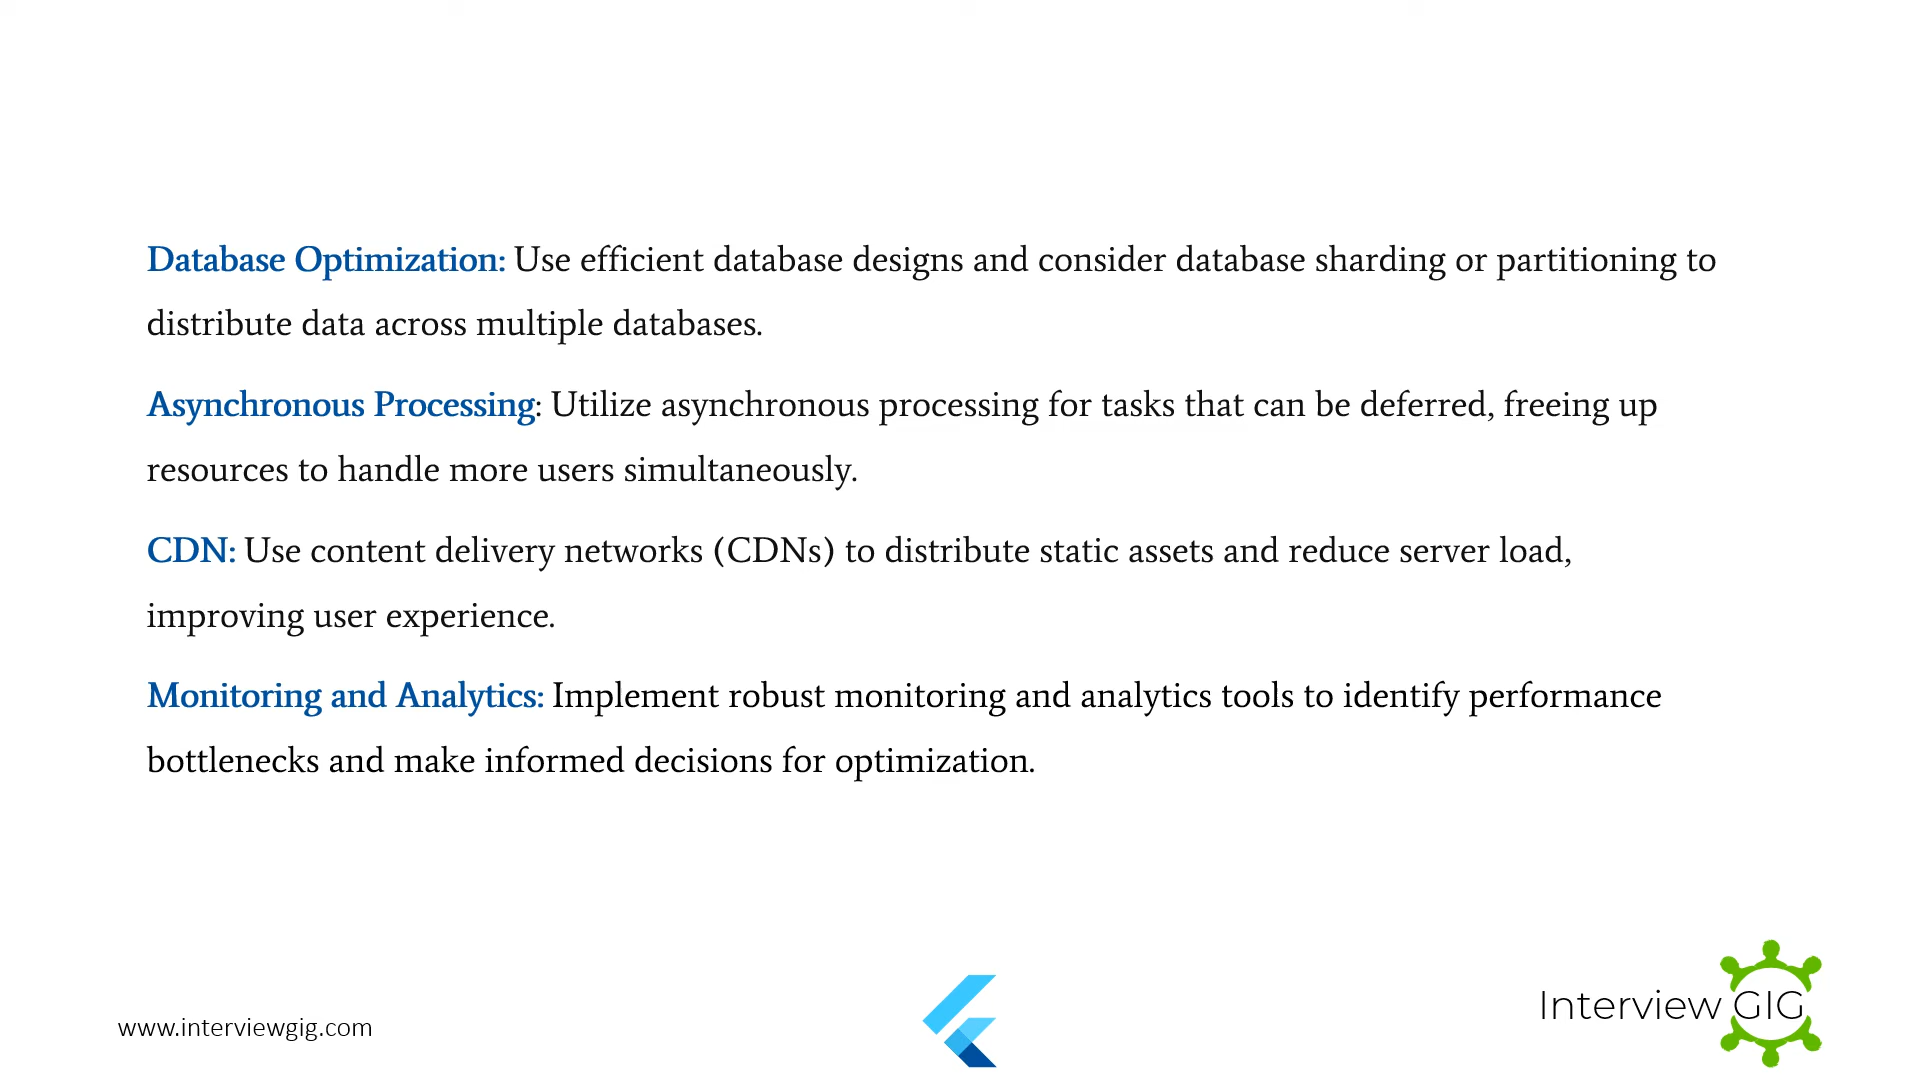 Database Optimization: Use efficient database designs and consider database sharding or partitioning to
distribute data across multiple databases.
Asynchronous Processing: Utilize asynchronous processing for tasks that can be deferred, freeing up
resources to handle more users simultaneously.
CDN: Use content delivery networks (CDNs) to distribute static assets and reduce server load,
improving user experience.
Monitoring and Analytics: Implement robust monitoring and analytics tools to identify performance
bottlenecks and make informed decisions for optimization.
www.interviewgig.com
Interview GIG